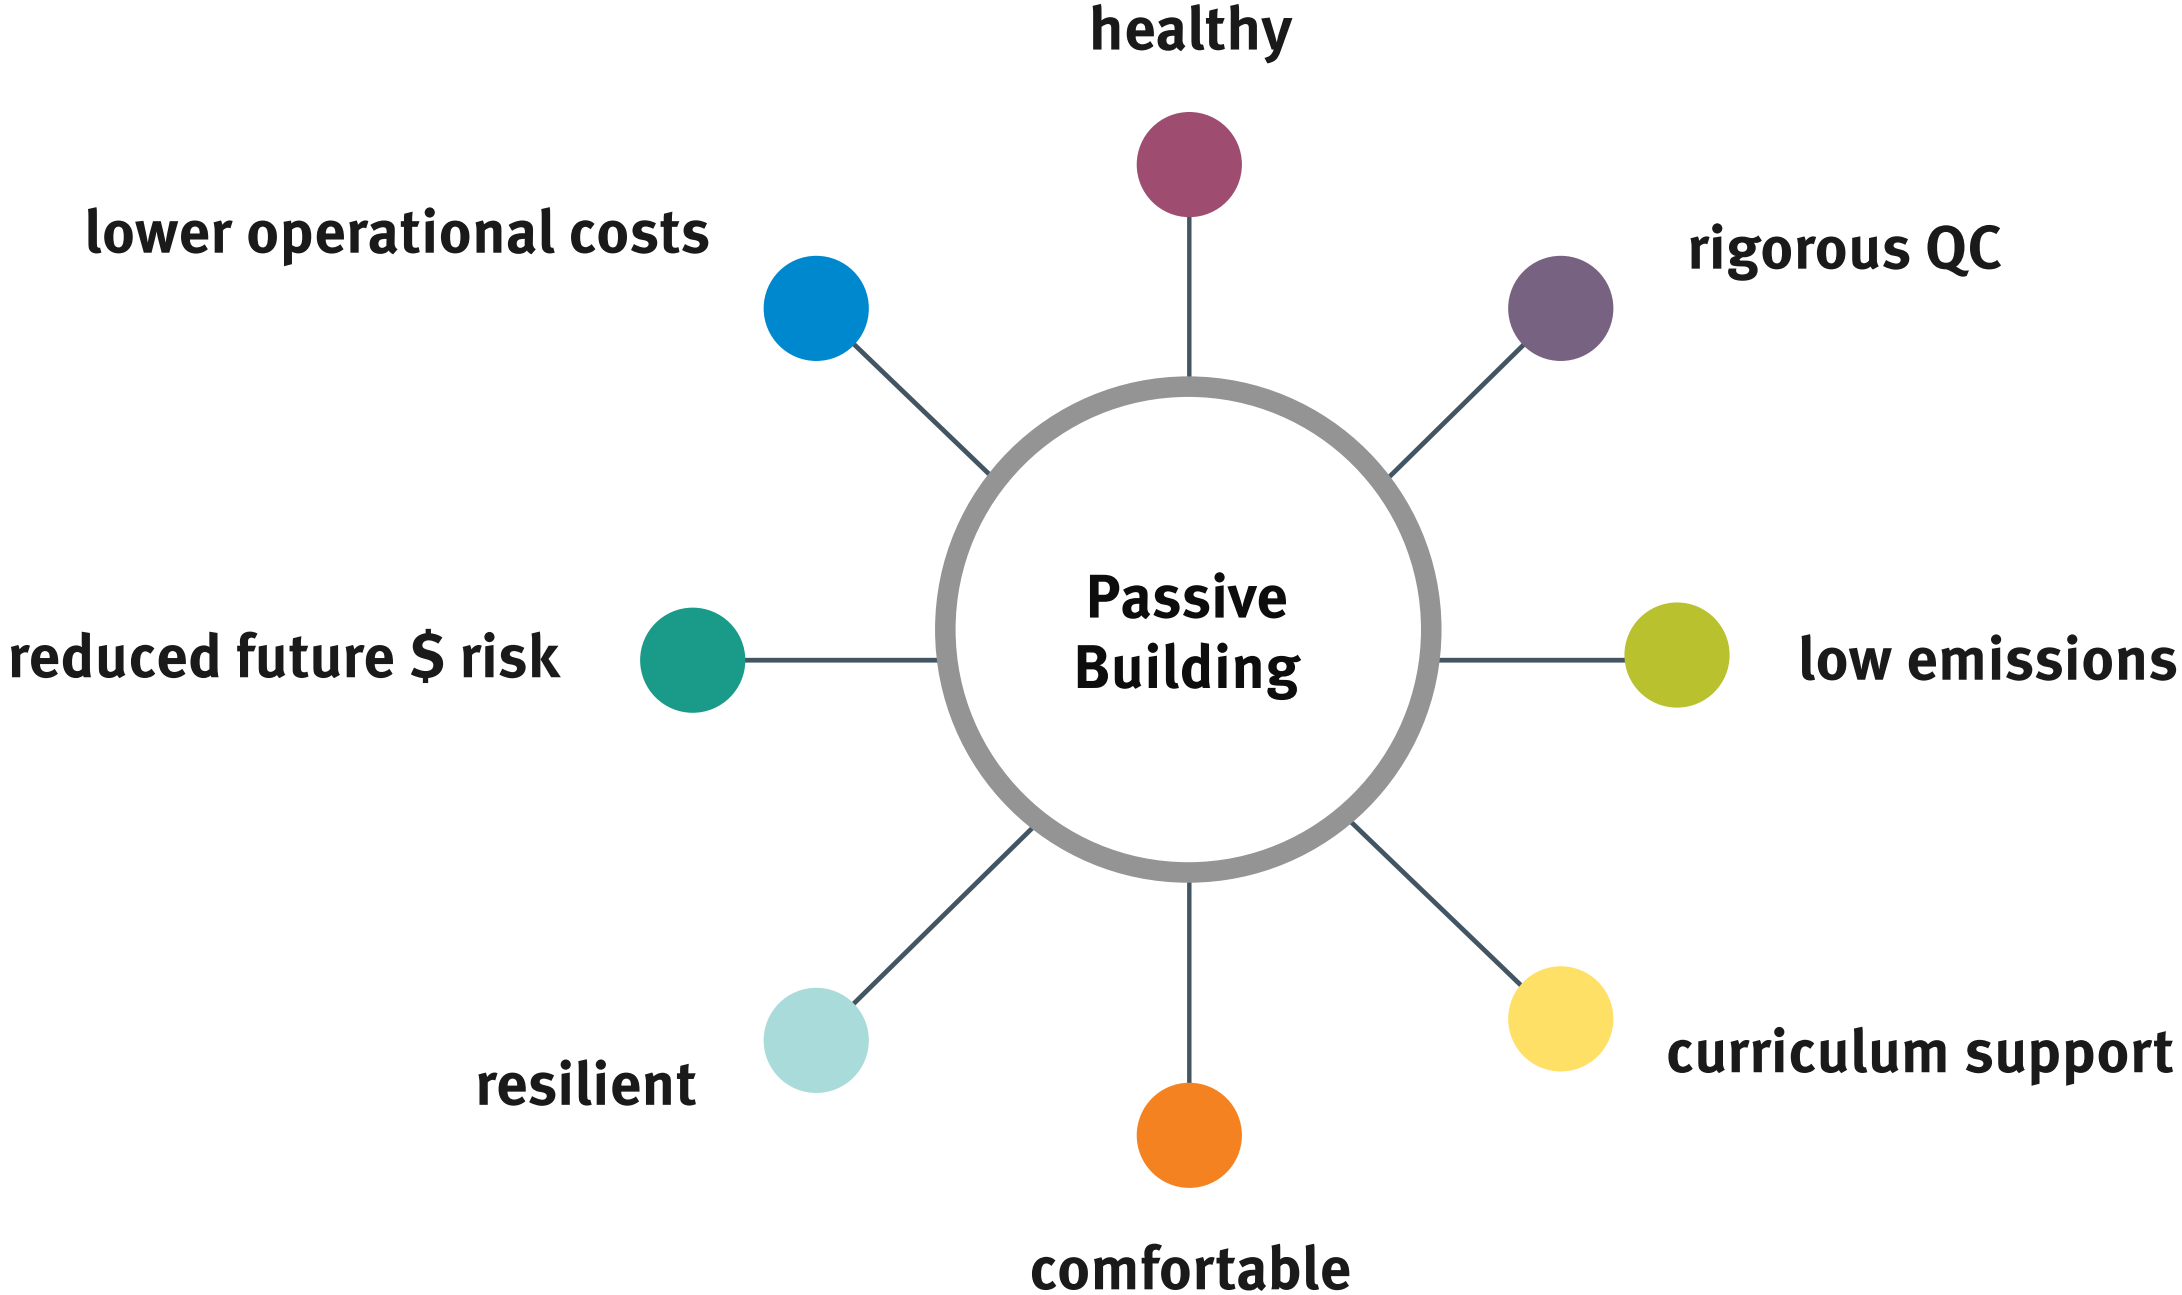 healthy
lower operational costs
rigorous QC
Passive
Building
reduced future $ risk
low emissions
curriculum support
resilient
comfortable